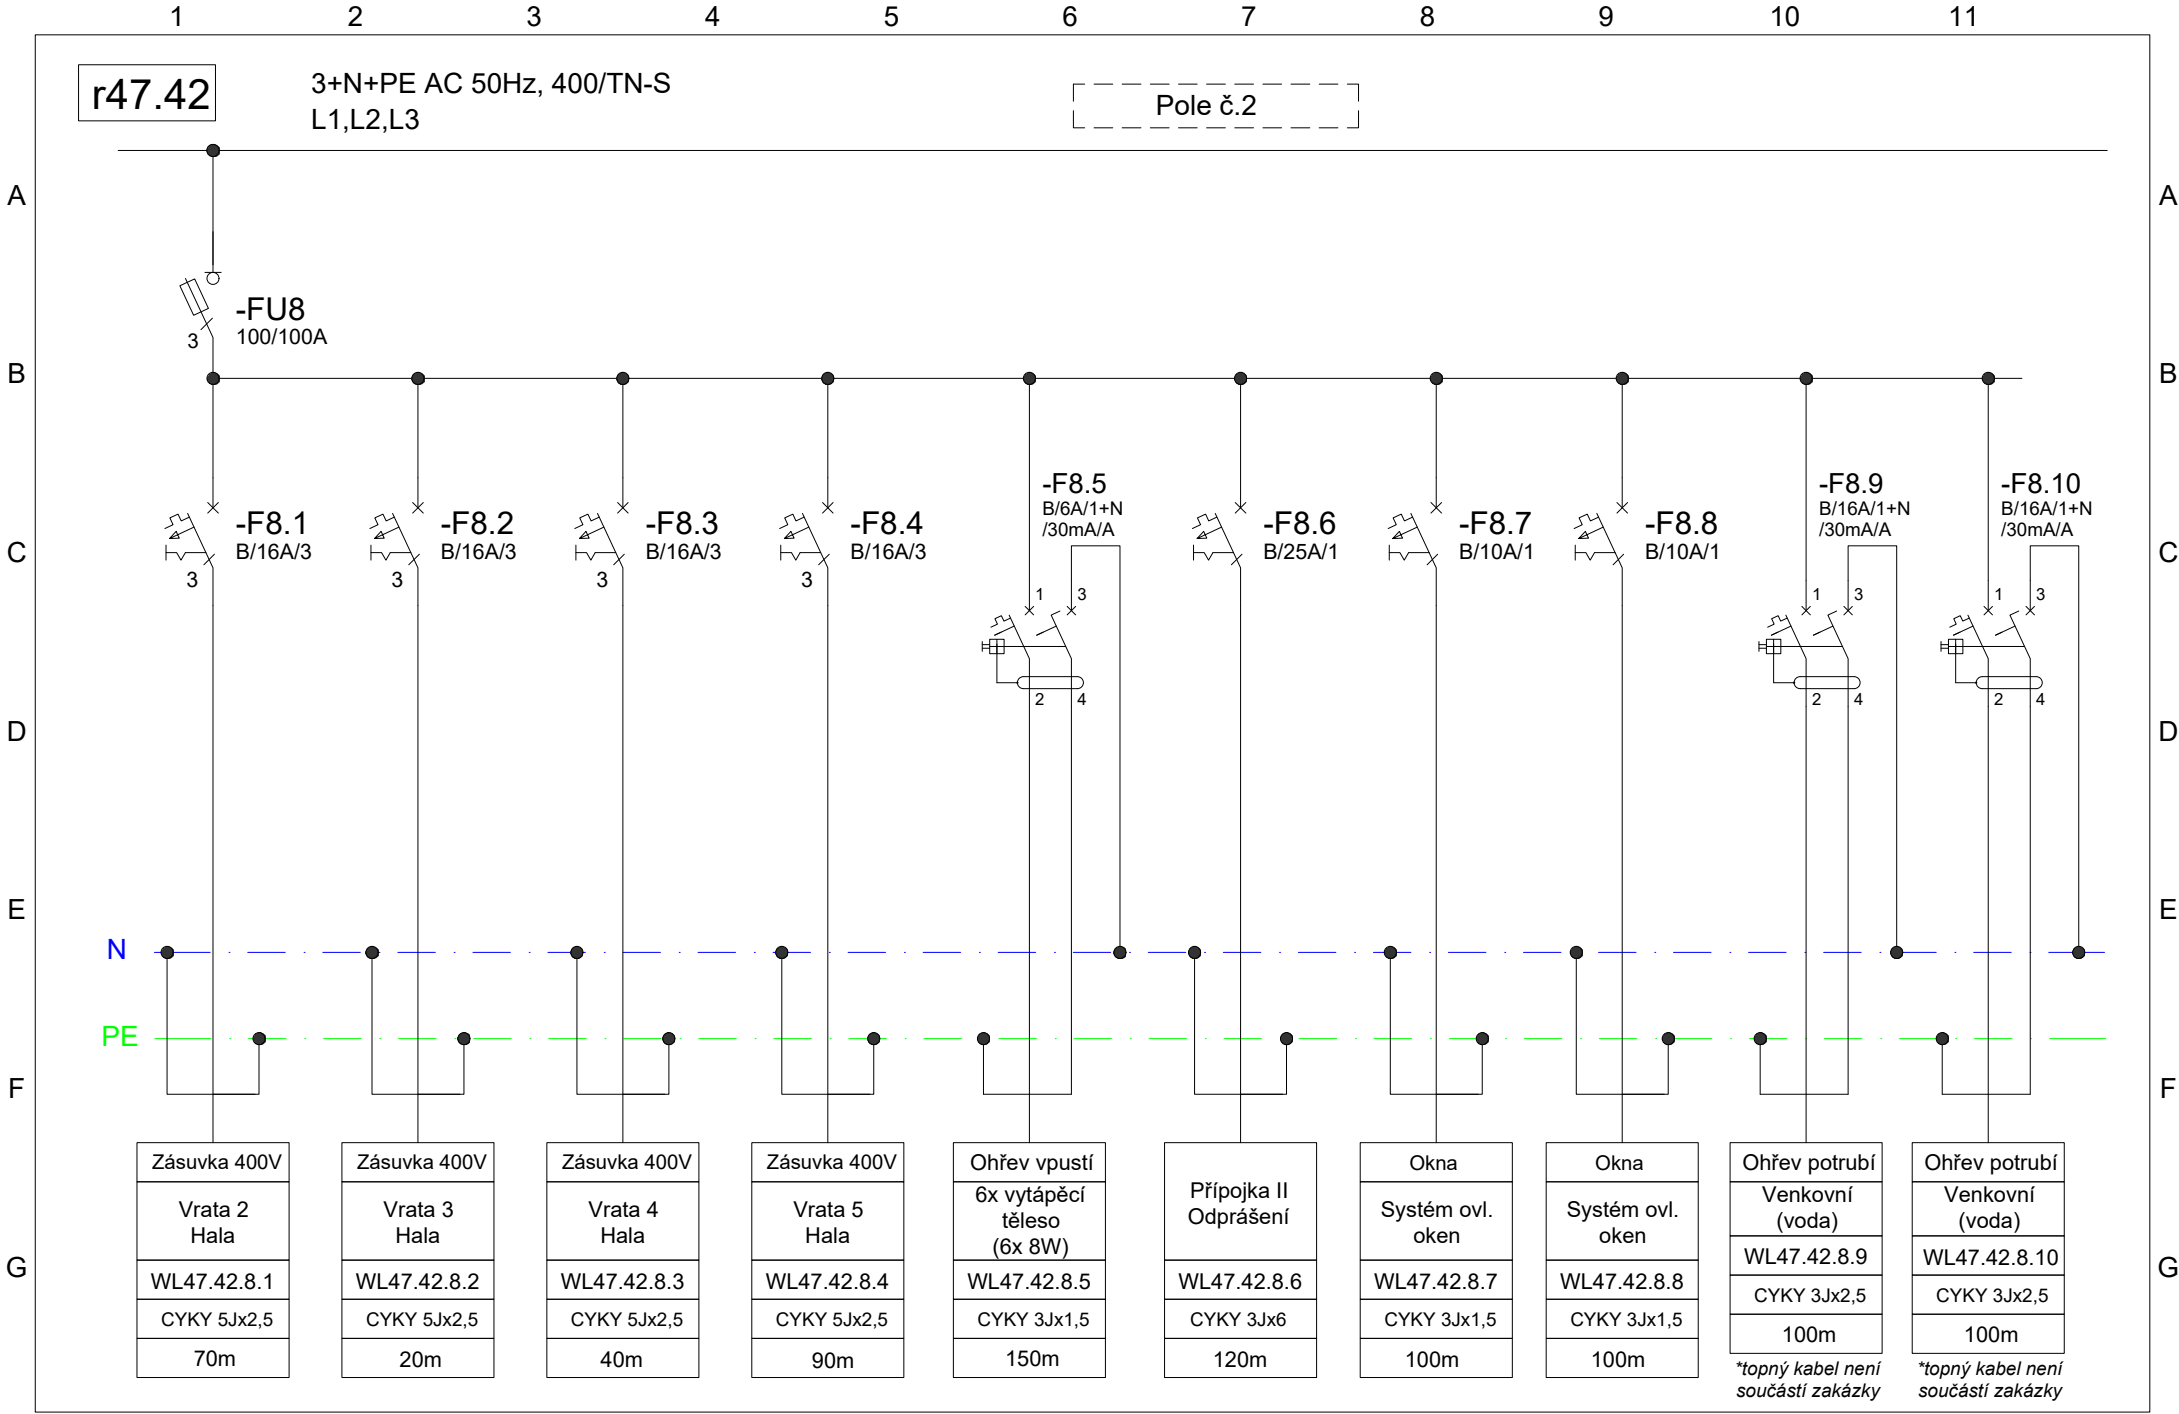 1 2 3 4 5 6 7 8 9 10 11
r47.42
3+N+PE AC 50Hz, 400/TN-S
L1,L2,L3
Pole č.2
A A
-FU8
100/100A
3
B B
-F8.1
B/16A/3
3
-F8.2
B/16A/3
3
-F8.3
B/16A/3
3
-F8.4
B/16A/3
3
-F8.5
B/6A/1+N
/30mA/A
1 3
2 4
-F8.6
B/25A/1
-F8.7
B/10A/1
-F8.8
B/10A/1
-F8.9
B/16A/1+N
/30mA/A
1 3
2 4
-F8.10
B/16A/1+N
/30mA/A
1 3
2 4
C C
D D
E E
N
PE
F F
G G
Zásuvka 400V
Vrata 2
Hala
WL47.42.8.1
CYKY 5Jx2,5
70m
Zásuvka 400V
Vrata 3
Hala
WL47.42.8.2
CYKY 5Jx2,5
20m
Zásuvka 400V
Vrata 4
Hala
WL47.42.8.3
CYKY 5Jx2,5
40m
Zásuvka 400V
Vrata 5
Hala
WL47.42.8.4
CYKY 5Jx2,5
90m
Ohřev vpustí
6x vytápěcí
těleso
(6x 8W)
WL47.42.8.5
CYKY 3Jx1,5
150m
Přípojka II
Odprášení
WL47.42.8.6
CYKY 3Jx6
120m
Okna
Systém ovl.
oken
WL47.42.8.7
CYKY 3Jx1,5
100m
Okna
Systém ovl.
oken
WL47.42.8.8
CYKY 3Jx1,5
100m
Ohřev potrubí
Venkovní
(voda)
WL47.42.8.9
CYKY 3Jx2,5
100m
*topný kabel není
součástí zakázky
Ohřev potrubí
Venkovní
(voda)
WL47.42.8.10
CYKY 3Jx2,5
100m
*topný kabel není
součástí zakázky